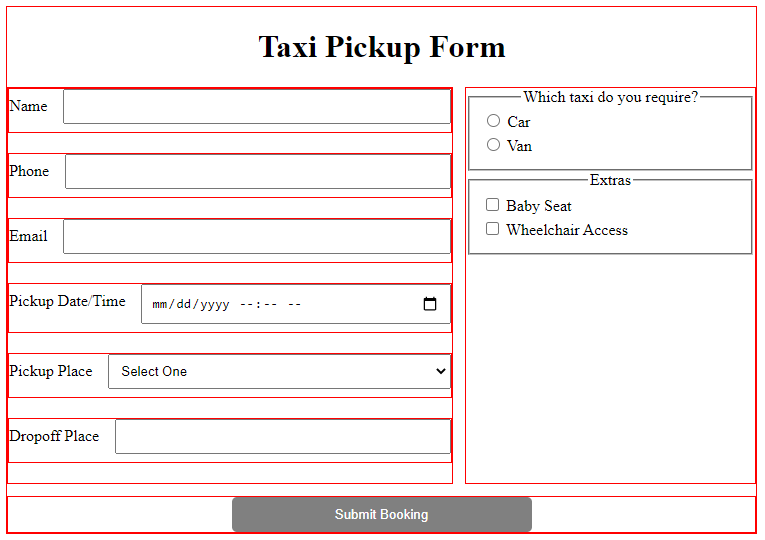 Taxi Pickup Form
Name
Phone
Email
Pickup Date/Time mm/dd/yyyy --:-- --
Pickup Place Select One
Dropoff Place
Which taxi do you require?
Car
Van
Extras
Baby Seat
Wheelchair Access
Submit Booking